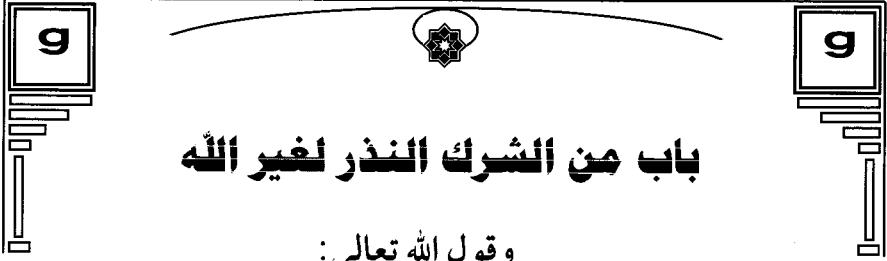 و و
باب من الشرك النذر لغير الله
وقول الله تعالى: